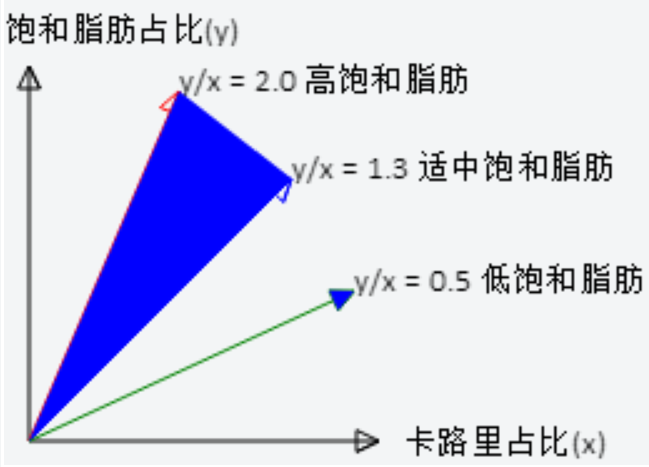 饱和脂肪占比(y)
y/x = 2.0 高饱和脂肪
y/x = 1.3 适中饱和脂肪
y/x = 0.5 低饱和脂肪
卡路里占比(x)